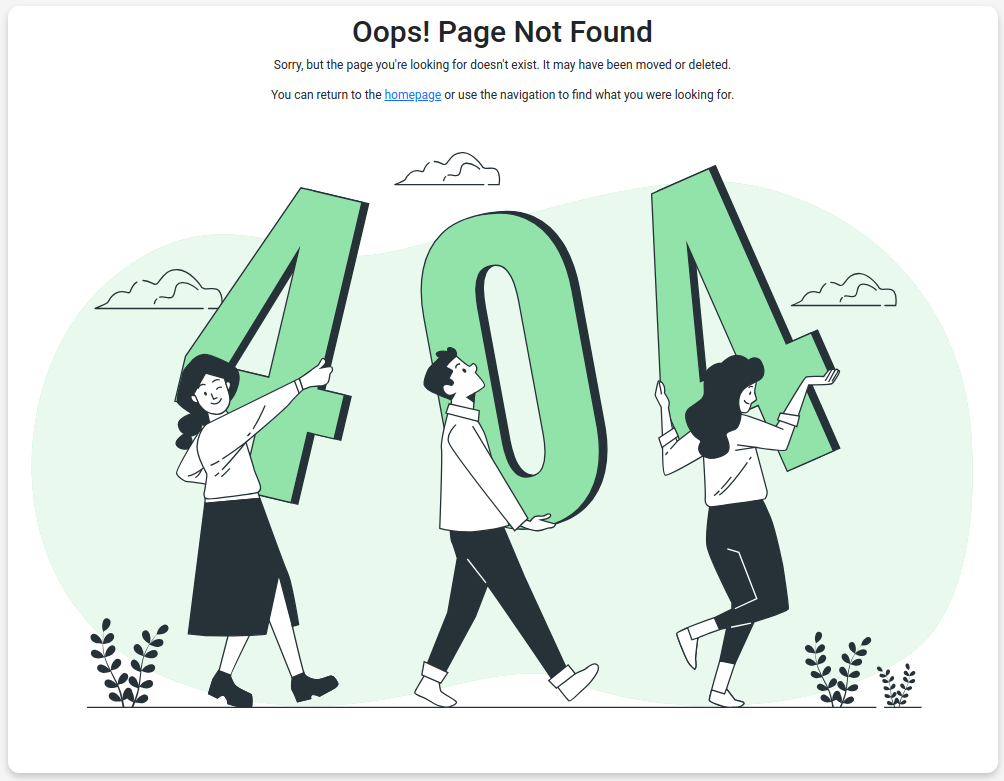 Oops! Page Not Found
Sorry, but the page you're looking for doesn't exist. It may have been moved or deleted.
You can return to the homepage or use the navigation to find what you were looking for.
404